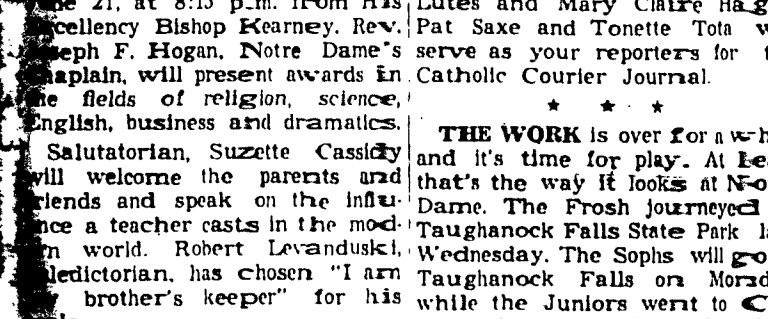 21, at 8:15 p.m. from His
Excellency Bishop Kearney. Rev.
Joseph F. Hogan, Notre Dame's
chaplain, will present awards in
the fields of religion, science,
English, business and dramatics.
Salutatorian, Suzette Cassidy
will welcome the parents and
friends and speak on the influ-
ence a teacher casts in the mod-
ern world. Robert Levanduski,
valedictorian, has chosen "I am
my brother's keeper" for his
Lutes and Mary Claire
Pat Saxe and Tonette Tota
serve as your reporters for
Catholic Courier Journal.
* * *
THE WORK is over for a
and it's time for play. At
that's the way it looks at
Dame. The Frosh journeyed
Taughanock Falls State Park
Wednesday. The Sophs will go
Taughanock Falls on
while the Juniors went to